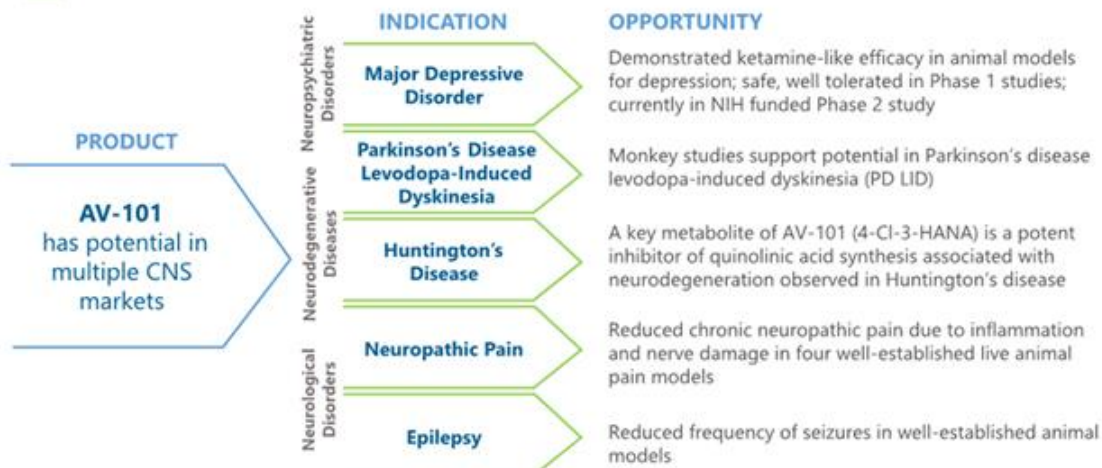 INDICATION
OPPORTUNITY
PRODUCT
AV-101
has potential in
multiple CNS
markets
Neuropsychiatric
Disorders
Major Depressive
Disorder
Demonstrated ketamine-like efficacy in animal models
for depression; safe, well tolerated in Phase 1 studies;
currently in NIH funded Phase 2 study
Neurodegenerative
Diseases
Parkinson's Disease
Levodopa-Induced
Dyskinesia
Monkey studies support potential in Parkinson's disease
levodopa-induced dyskinesia (PD LID)
Huntington's
Disease
A key metabolite of AV-101 (4-Cl-3-HANA) is a potent
inhibitor of quinolinic acid synthesis associated with
neurodegeneration observed in Huntington's disease
Neurological
Disorders
Neuropathic Pain
Reduced chronic neuropathic pain due to inflammation
and nerve damage in four well-established live animal
pain models
Epilepsy
Reduced frequency of seizures in well-established animal
models